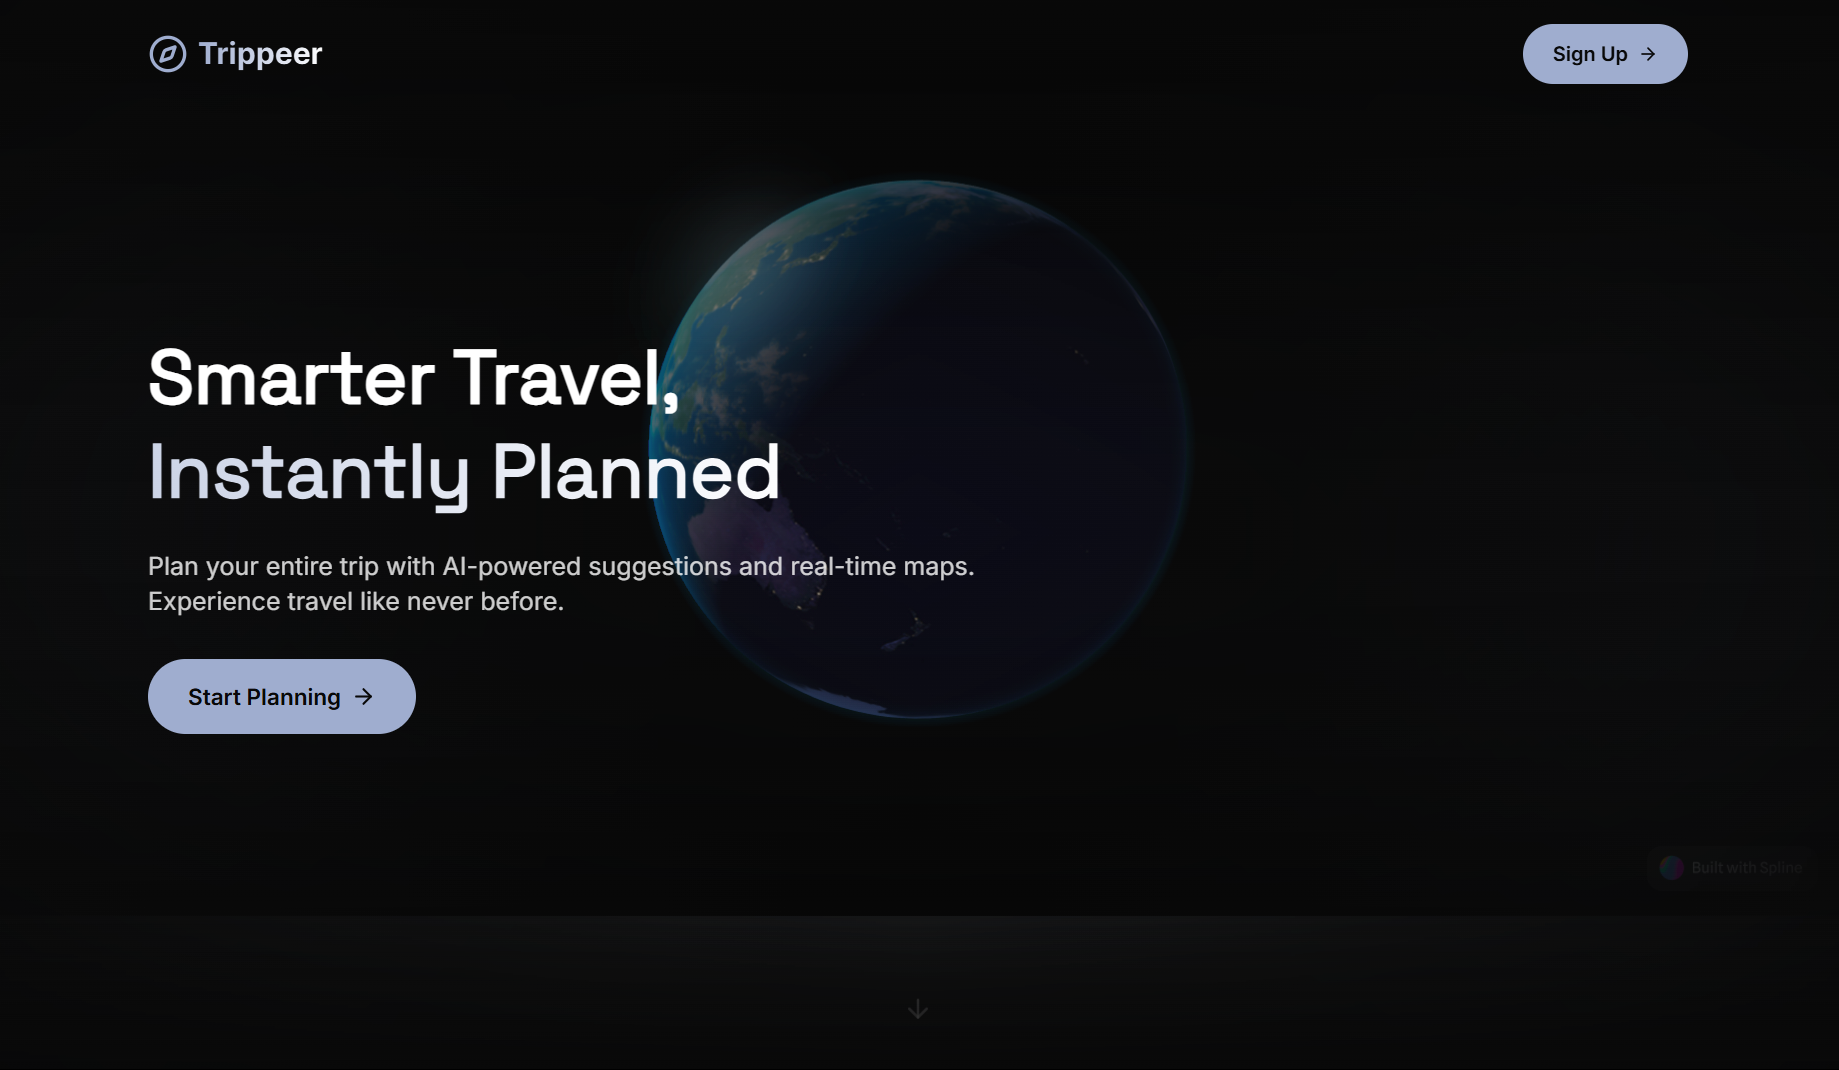 Trippeer
Sign Up
Smarter Travel,
Instantly Planned
Plan your entire trip with AI-powered suggestions and real-time maps.
Experience travel like never before.
Start Planning
Built with Spline